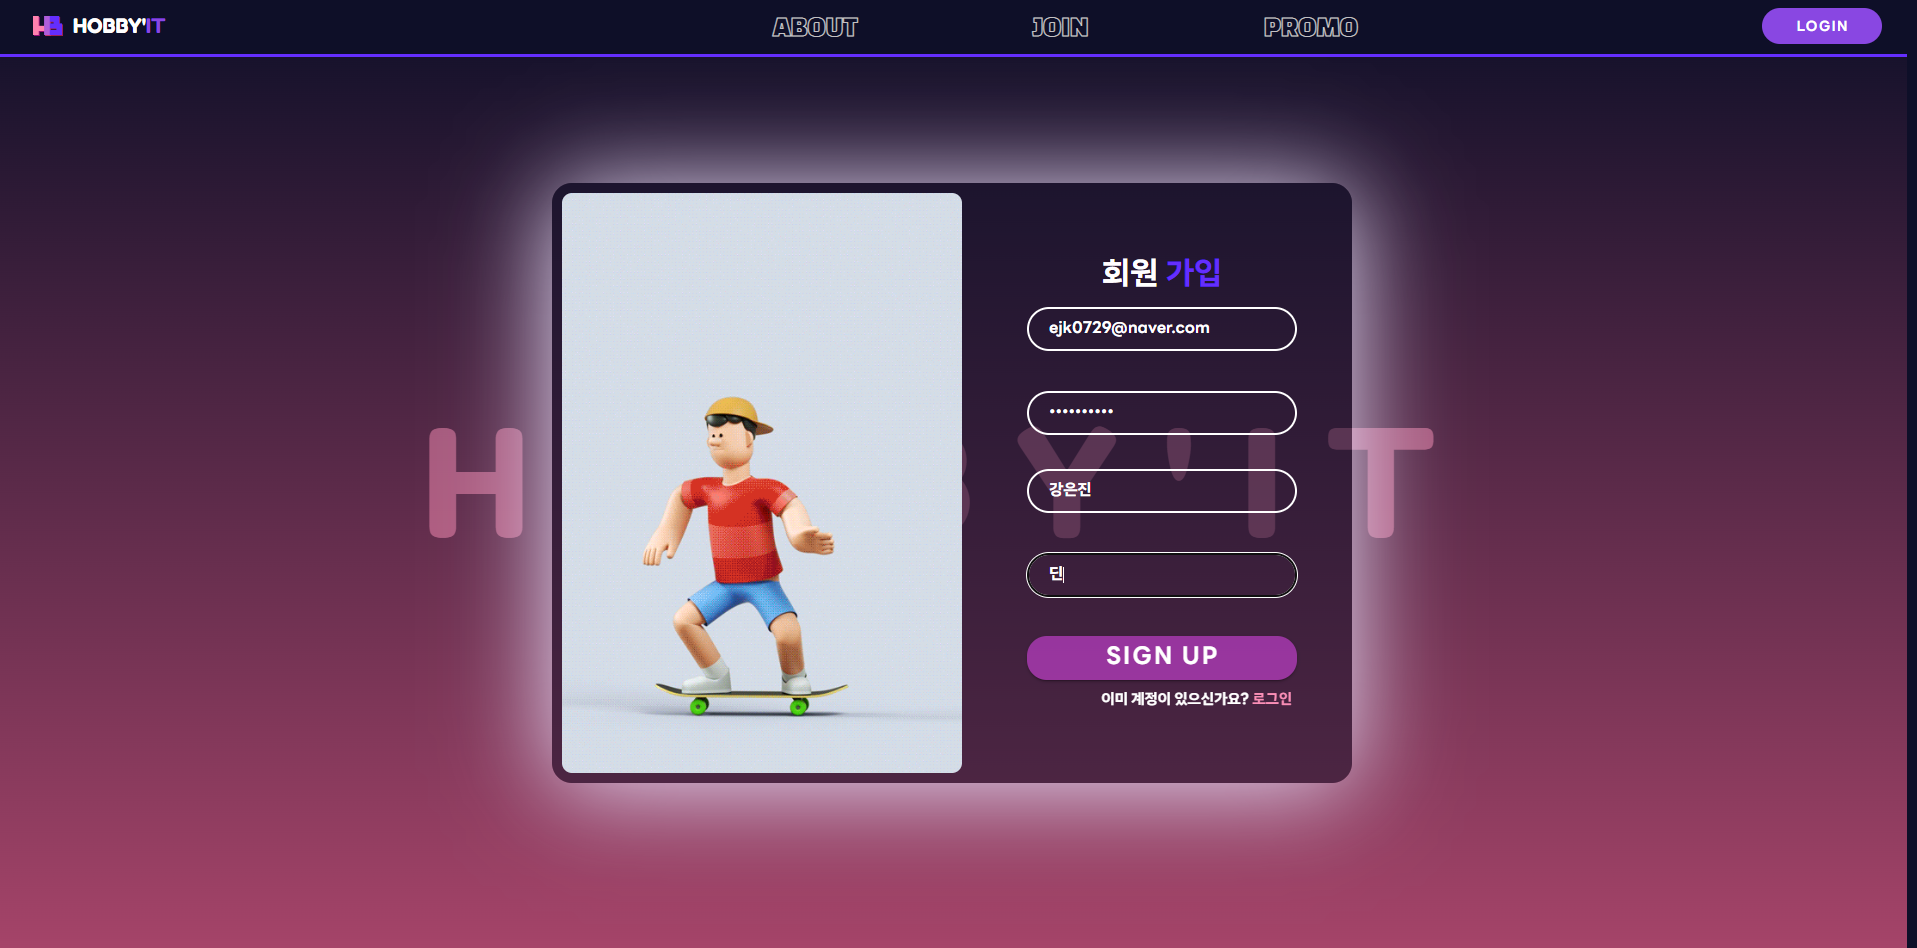 HOBBY'IT
ABOUT
JOIN
PROMO
LOGIN
회원 가입
ejk0729@naver.com
••••••••••
강은진
딘
SIGN UP
이미 계정이 있으신가요? 로그인
H BY'IT